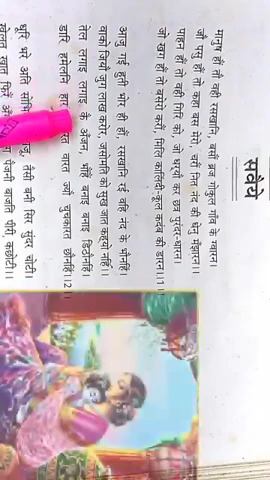 सवैये
मानुष हौं तो वही रसखानि, बसौं ब्रज गोकुल गाँव के ग्वारन।
जौ पसु हौं तो कहा बस मेरो, चरौं नित नंद की धेनु मँझारन।।
पाहन हौं तो वही गिरि को, जो धर्यो कर छत्र पुरंदर-धारन।
जो खग हौं तो बसेरो करौं, मिलि कालिंदी-कूल कदंब की डारन।।1।।
आजु गई हुती भोर ही हौं, रसखानि रई वहि नंद के भौनहिं।
वाको जियौ जुग लाख करोर, जसोमति को सुख जात कह्यो नहिं।।
तेल लगाइ लगाइ कै अँजन, भौंहें बनाइ बनाइ डिठौनहिं।
डारि हमेलनि हार वारत ज्यौं चुचकारत छौनहिं।।2।।
धूरि भरे अति जू, तैसी बनी सिर सुंदर चोटी।
खेलत खात फिरैं पैंजनी बाजति पीरी कछोटी।।